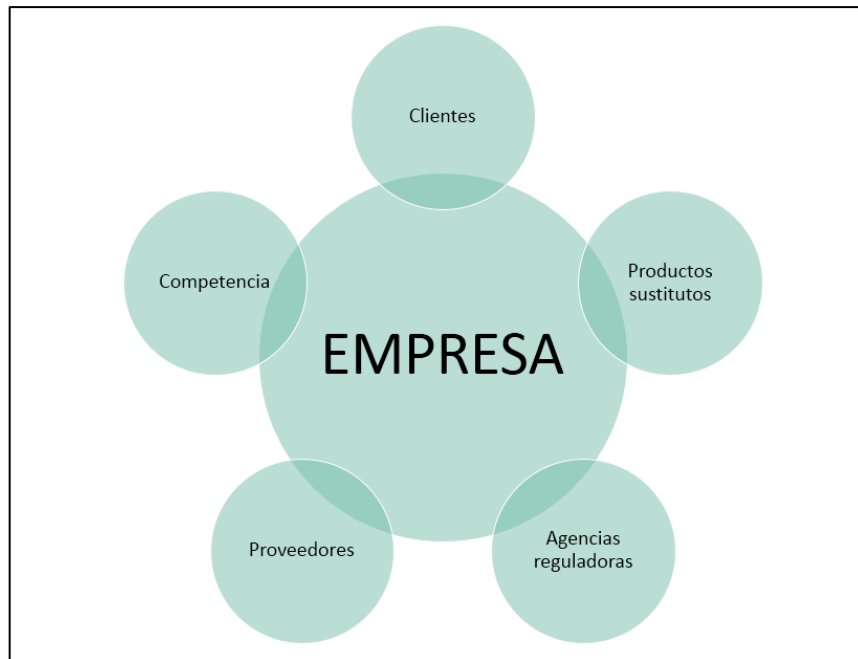 Clientes
Competencia
Productos
sustitutos
EMPRESA
Proveedores
Agencias
reguladoras